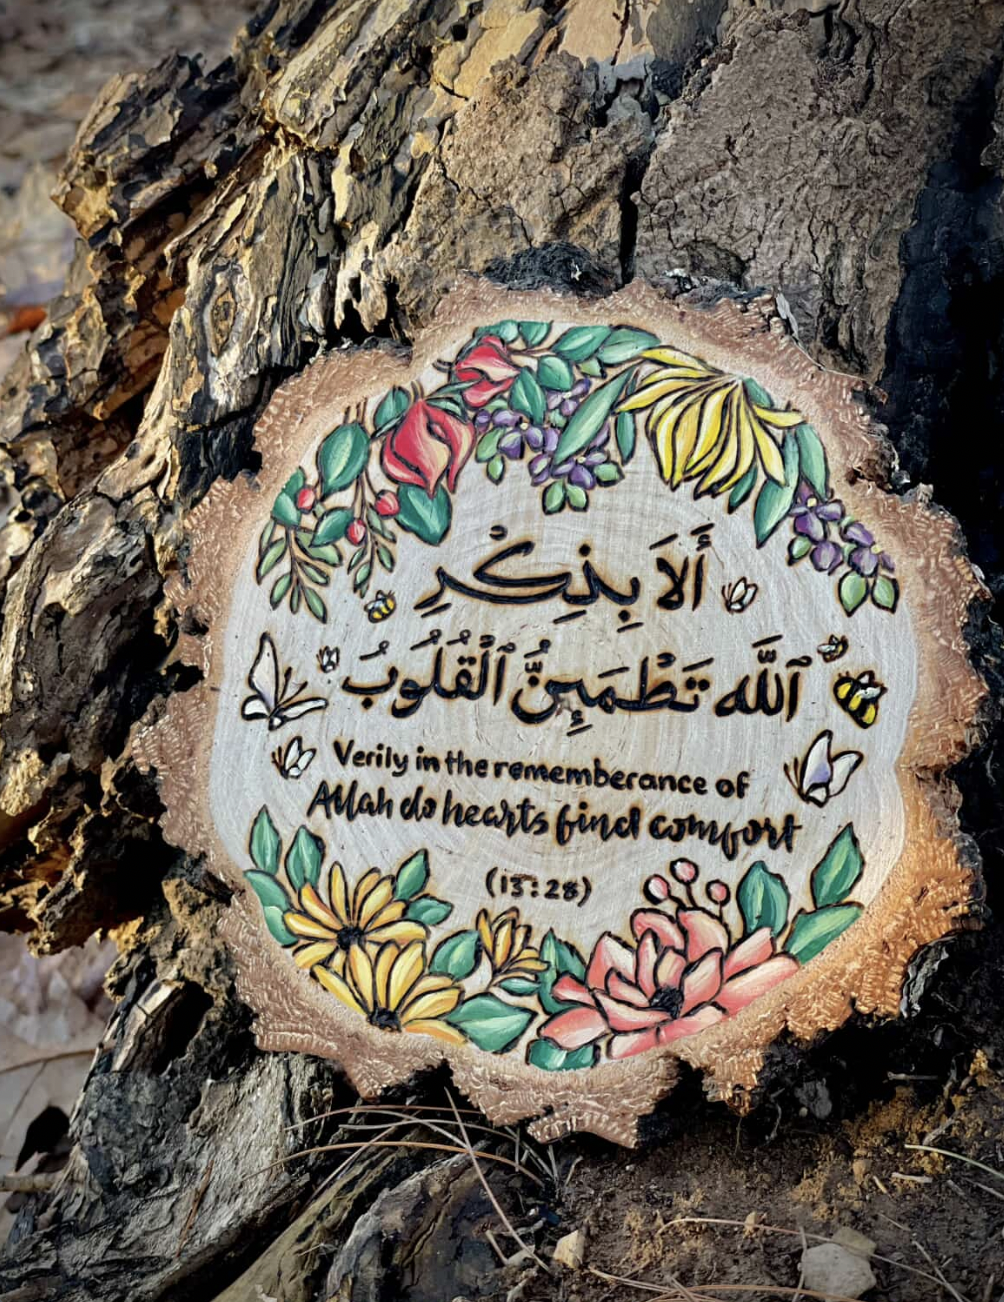 أَلَا بِذِكْرِ
ٱللَّه تَطْمَئِنُّ ٱلْقُلُوبُ
Verily in the rememberance of
Allah do hearts find comfort
(13:28)